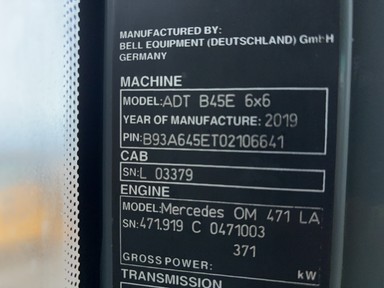 MANUFACTURED BY:
BELL EQUIPMENT (DEUTSCHLAND) GmbH
GERMANY
MACHINE
MODEL: ADT B45E 6x6
YEAR OF MANUFACTURE: 2019
PIN: B93A645ET02106641
CAB
SN: L 03379
ENGINE
MODEL: Mercedes OM 471 LA
SN: 471.919 C 0471003
371
GROSS POWER: kW
TRANSMISSION